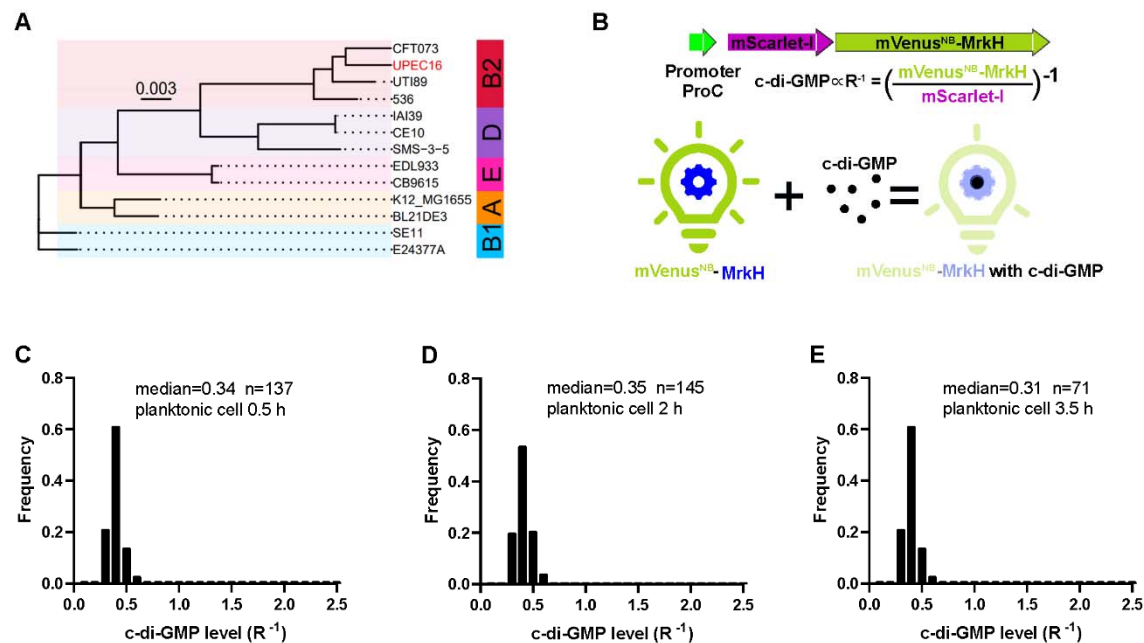 A
0.003
CFT073
UPEC16
UTI89
536
IAI39
CE10
SMS-3-5
EDL933
CB9615
K12_MG1655
BL21DE3
SE11
E24377A
B2
D
E
A
B1
B
mScarlet-I
mVenusNB-MrkH
Promoter
ProC
c-di-GMP∝R-1 = (mVenusNB-MrkH / mScarlet-I)-1
c-di-GMP
+
=
mVenusNB-MrkH
mVenusNB-MrkH with c-di-GMP
C
median=0.34 n=137
planktonic cell 0.5 h
Frequency
0.8
0.6
0.4
0.2
0.0
0.0 0.5 1.0 1.5 2.0 2.5
c-di-GMP level (R-1)
D
median=0.35 n=145
planktonic cell 2 h
Frequency
0.8
0.6
0.4
0.2
0.0
0.0 0.5 1.0 1.5 2.0 2.5
c-di-GMP level (R-1)
E
median=0.31 n=71
planktonic cell 3.5 h
Frequency
0.8
0.6
0.4
0.2
0.0
0.0 0.5 1.0 1.5 2.0 2.5
c-di-GMP level (R-1)